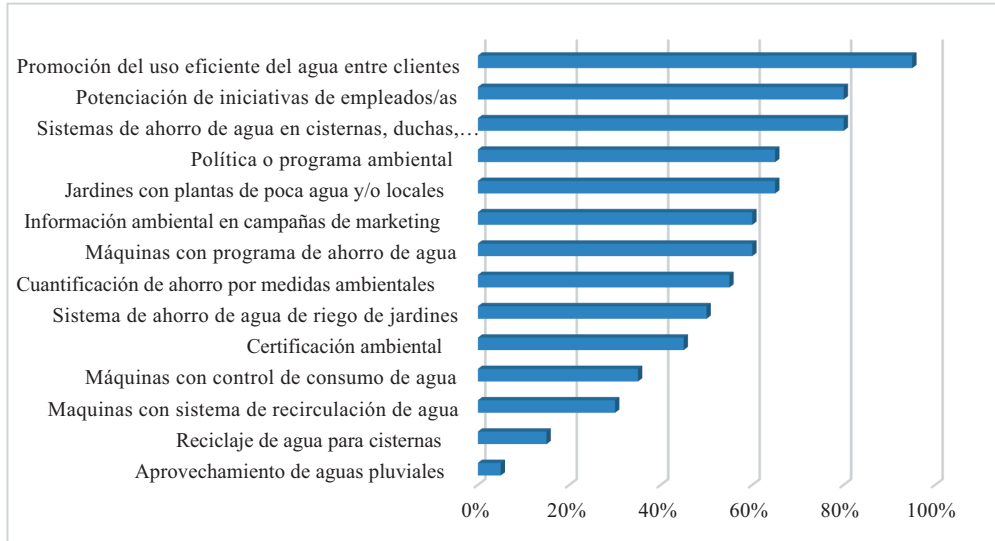 Promoción del uso eficiente del agua entre clientes
Potenciación de iniciativas de empleados/as
Sistemas de ahorro de agua en cisternas, duchas,…
Política o programa ambiental
Jardines con plantas de poca agua y/o locales
Información ambiental en campañas de marketing
Máquinas con programa de ahorro de agua
Cuantificación de ahorro por medidas ambientales
Sistema de ahorro de agua de riego de jardines
Certificación ambiental
Máquinas con control de consumo de agua
Maquinas con sistema de recirculación de agua
Reciclaje de agua para cisternas
Aprovechamiento de aguas pluviales
0% 20% 40% 60% 80% 100%